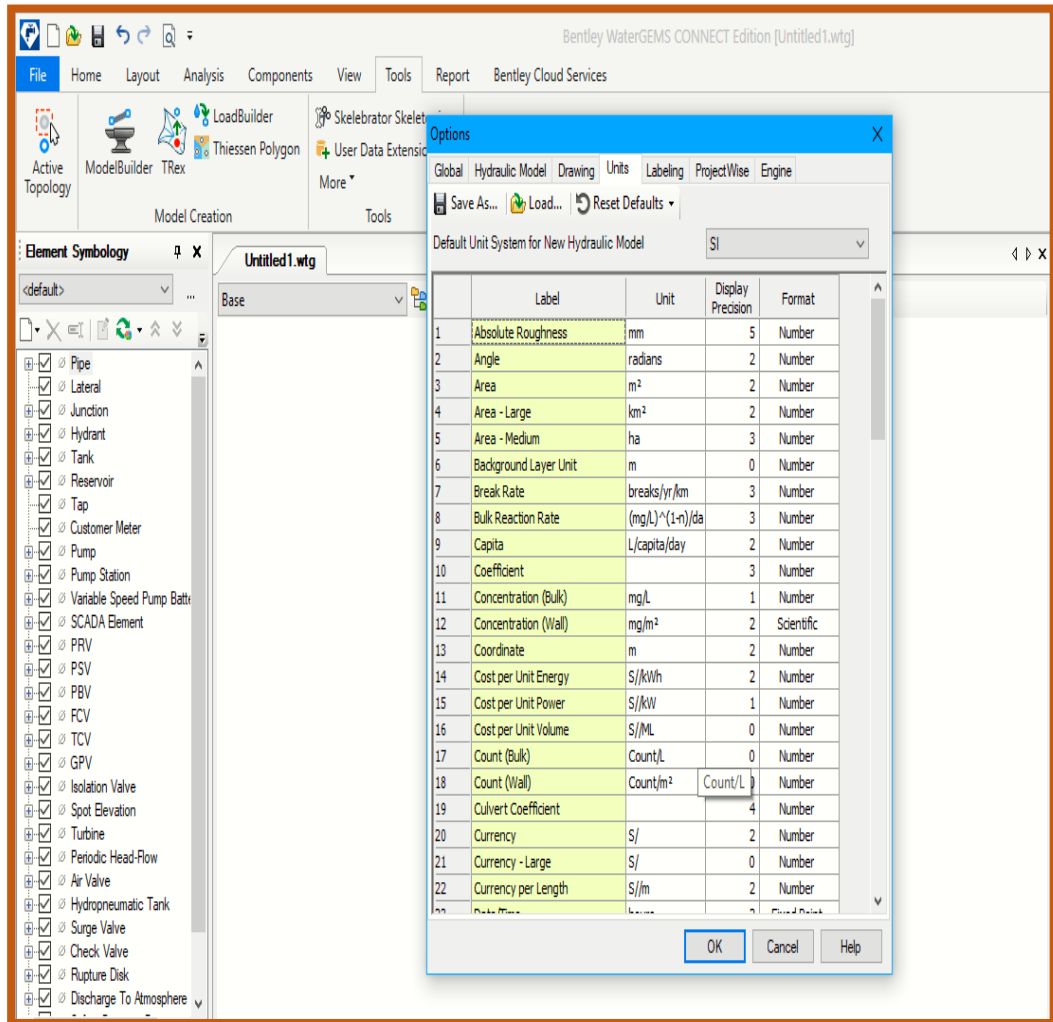 Bentley WaterGEMS CONNECT Edition [Untitled1.wtg]
File Home Layout Analysis Components View Tools Report Bentley Cloud Services
Active Topology
ModelBuilder
TRex
LoadBuilder
Thiessen Polygon
Model Creation
Skelebrator Skelet
User Data Extensio
More
Tools
Element Symbology
<default>
...
Pipe
Lateral
Junction
Hydrant
Tank
Reservoir
Tap
Customer Meter
Pump
Pump Station
Variable Speed Pump Batte
SCADA Element
PRV
PSV
PBV
FCV
TCV
GPV
Isolation Valve
Spot Elevation
Turbine
Periodic Head-Flow
Air Valve
Hydropneumatic Tank
Surge Valve
Check Valve
Rupture Disk
Discharge To Atmosphere
Untitled1.wtg
Base
Options
Global Hydraulic Model Drawing Units Labeling ProjectWise Engine
Save As... Load... Reset Defaults
Default Unit System for New Hydraulic Model SI
Label Unit Display Precision Format
1 Absolute Roughness mm 5 Number
2 Angle radians 2 Number
3 Area m² 2 Number
4 Area - Large km² 2 Number
5 Area - Medium ha 3 Number
6 Background Layer Unit m 0 Number
7 Break Rate breaks/yr/km 3 Number
8 Bulk Reaction Rate (mg/L)^(1-n)/da 3 Number
9 Capita L/capita/day 2 Number
10 Coefficient 3 Number
11 Concentration (Bulk) mg/L 1 Number
12 Concentration (Wall) mg/m² 2 Scientific
13 Coordinate m 2 Number
14 Cost per Unit Energy S//kWh 2 Number
15 Cost per Unit Power S//kW 1 Number
16 Cost per Unit Volume S//ML 0 Number
17 Count (Bulk) Count/L 0 Number
18 Count (Wall) Count/m² Count/L Number
19 Culvert Coefficient 4 Number
20 Currency S/ 2 Number
21 Currency - Large S/ 0 Number
22 Currency per Length S//m 2 Number
OK Cancel Help